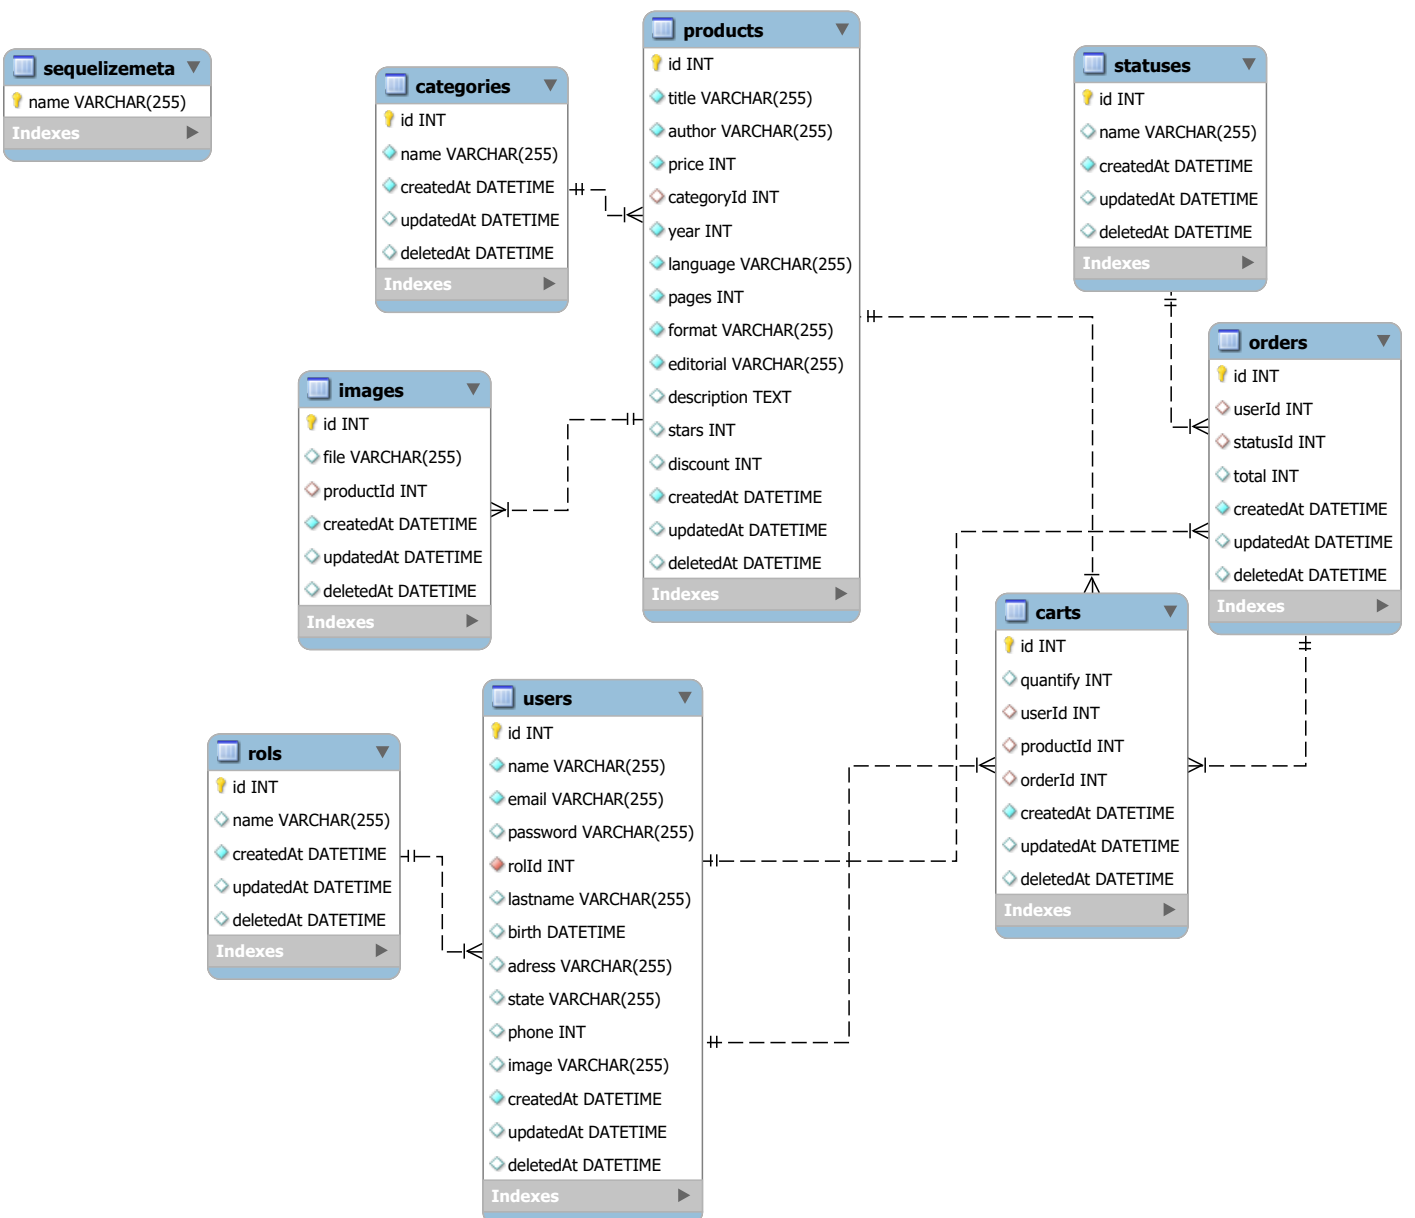 sequelizemeta
name VARCHAR(255)
Indexes
categories
id INT
name VARCHAR(255)
createdAt DATETIME
updatedAt DATETIME
deletedAt DATETIME
Indexes
products
id INT
title VARCHAR(255)
author VARCHAR(255)
price INT
categoryId INT
year INT
language VARCHAR(255)
pages INT
format VARCHAR(255)
editorial VARCHAR(255)
description TEXT
stars INT
discount INT
createdAt DATETIME
updatedAt DATETIME
deletedAt DATETIME
Indexes
statuses
id INT
name VARCHAR(255)
createdAt DATETIME
updatedAt DATETIME
deletedAt DATETIME
Indexes
orders
id INT
userId INT
statusId INT
total INT
createdAt DATETIME
updatedAt DATETIME
deletedAt DATETIME
Indexes
images
id INT
file VARCHAR(255)
productId INT
createdAt DATETIME
updatedAt DATETIME
deletedAt DATETIME
Indexes
carts
id INT
quantify INT
userId INT
productId INT
orderId INT
createdAt DATETIME
updatedAt DATETIME
deletedAt DATETIME
Indexes
users
id INT
name VARCHAR(255)
email VARCHAR(255)
password VARCHAR(255)
rolId INT
lastname VARCHAR(255)
birth DATETIME
adress VARCHAR(255)
state VARCHAR(255)
phone INT
image VARCHAR(255)
createdAt DATETIME
updatedAt DATETIME
deletedAt DATETIME
Indexes
rols
id INT
name VARCHAR(255)
createdAt DATETIME
updatedAt DATETIME
deletedAt DATETIME
Indexes